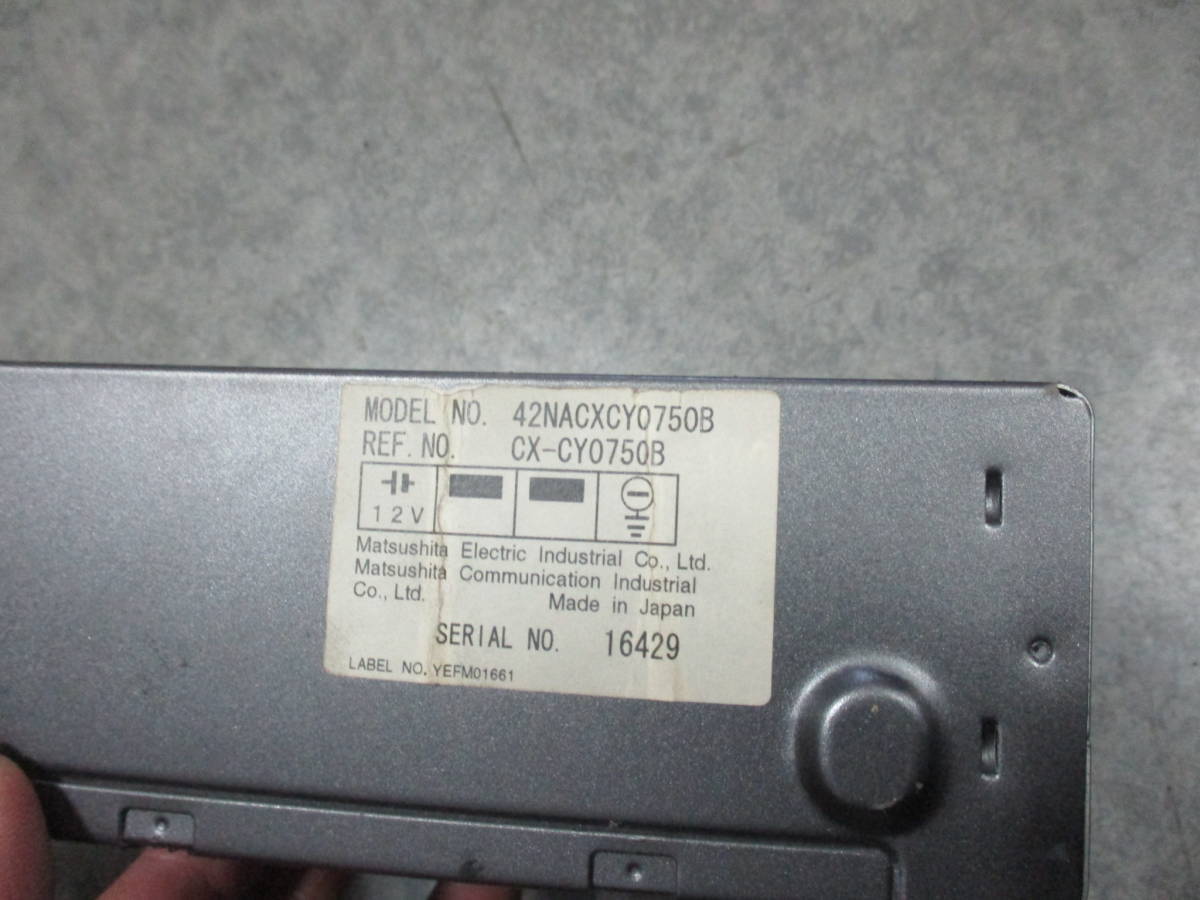 MODEL NO. 42NACXCY0750B
REF. NO. CX-CY0750B
12V
Matsushita Electric Industrial Co., Ltd.
Matsushita Communication Industrial
Co., Ltd. Made in Japan
SERIAL NO. 16429
LABEL NO. YEFM01661